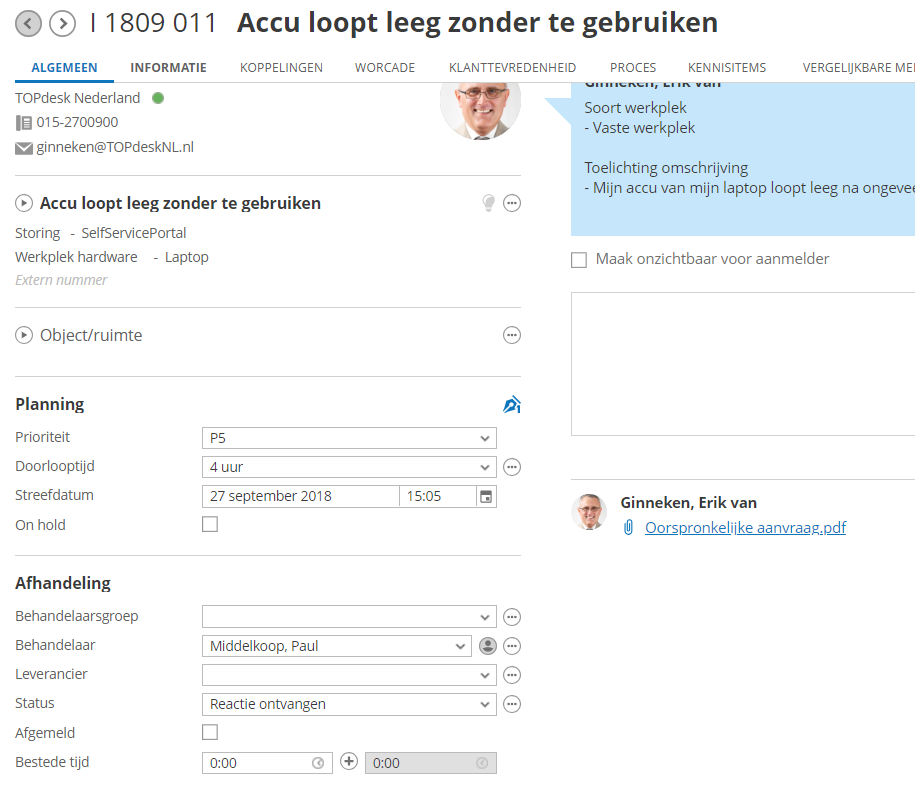 I 1809 011 Accu loopt leeg zonder te gebruiken
ALGEMEEN INFORMATIE KOPPELINGEN WORCADE KLANTTEVREDENHEID PROCES KENNISITEMS VERGELIJKBARE ME
TOPdesk Nederland
015-2700900
ginneken@TOPdeskNL.nl
Accu loopt leeg zonder te gebruiken
Storing - SelfServicePortal
Werkplek hardware - Laptop
Extern nummer
Object/ruimte
Planning
Prioriteit P5
Doorlooptijd 4 uur
Streefdatum 27 september 2018 15:05
On hold
Afhandeling
Behandelaarsgroep
Behandelaar Middelkoop, Paul
Leverancier
Status Reactie ontvangen
Afgemeld
Bestede tijd 0:00 0:00
Ginneken, Erik van
Soort werkplek
- Vaste werkplek
Toelichting omschrijving
- Mijn accu van mijn laptop loopt leeg na ongevee
Maak onzichtbaar voor aanmelder
Ginneken, Erik van
Oorspronkelijke aanvraag.pdf